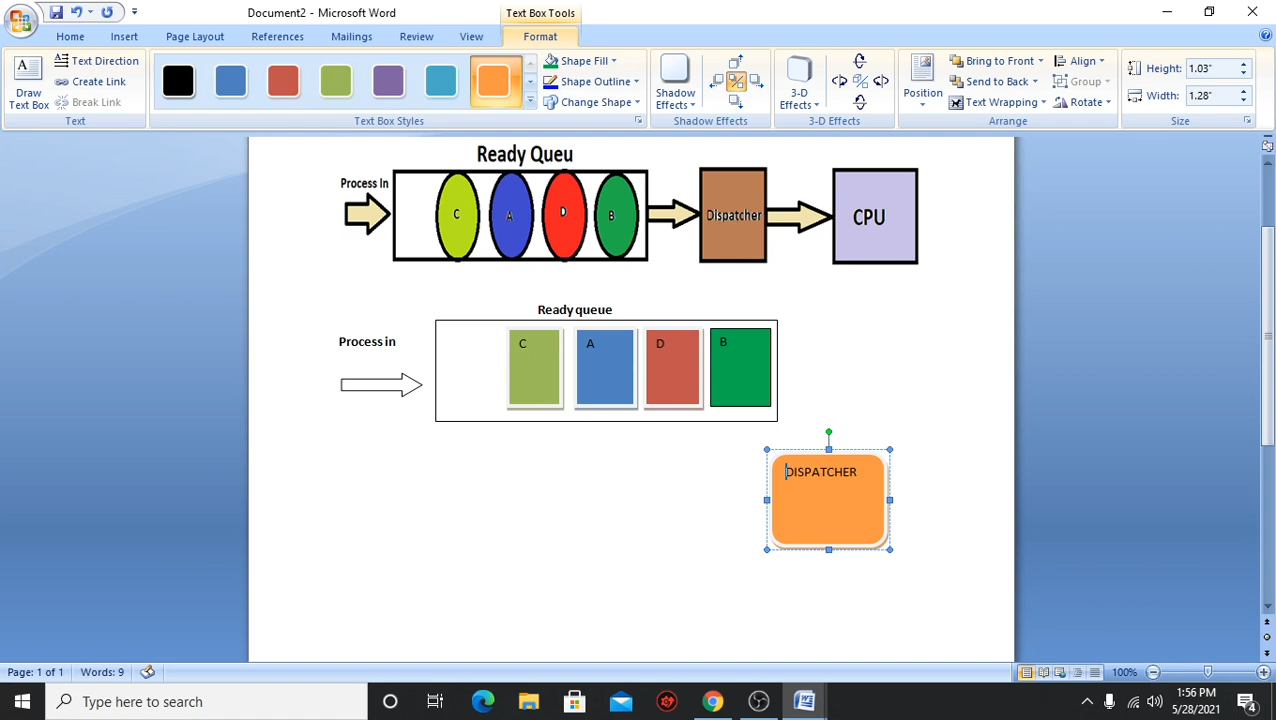 Document2 - Microsoft Word
Text Box Tools
Home
Insert
Page Layout
References
Mailings
Review
View
Format
Draw
Text Box
Text Direction
Create Link
Break Link
Text
Text Box Styles
Shape Fill
Shape Outline
Change Shape
Shadow
Effects
Shadow Effects
3-D
Effects
3-D Effects
Position
Bring to Front
Send to Back
Text Wrapping
Align
Group
Rotate
Arrange
Height: 1.03"
Width: 1.28"
Size
Ready Queu
Process In
C
A
D
B
Dispatcher
CPU
Ready queue
Process in
C
A
D
B
DISPATCHER
Page: 1 of 1
Words: 9
100%
Type here to search
1:56 PM
5/28/2021
4